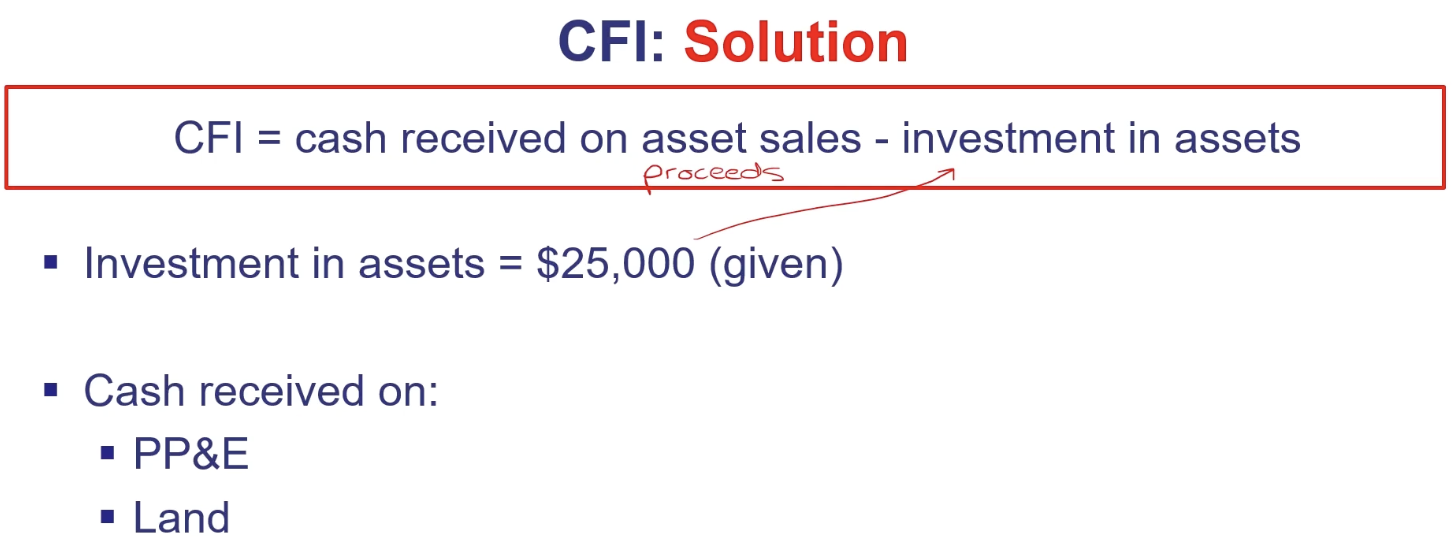 CFI: Solution
CFI = cash received on asset sales - investment in assets
proceeds
▪ Investment in assets = $25,000 (given)
▪ Cash received on:
▪ PP&E
▪ Land